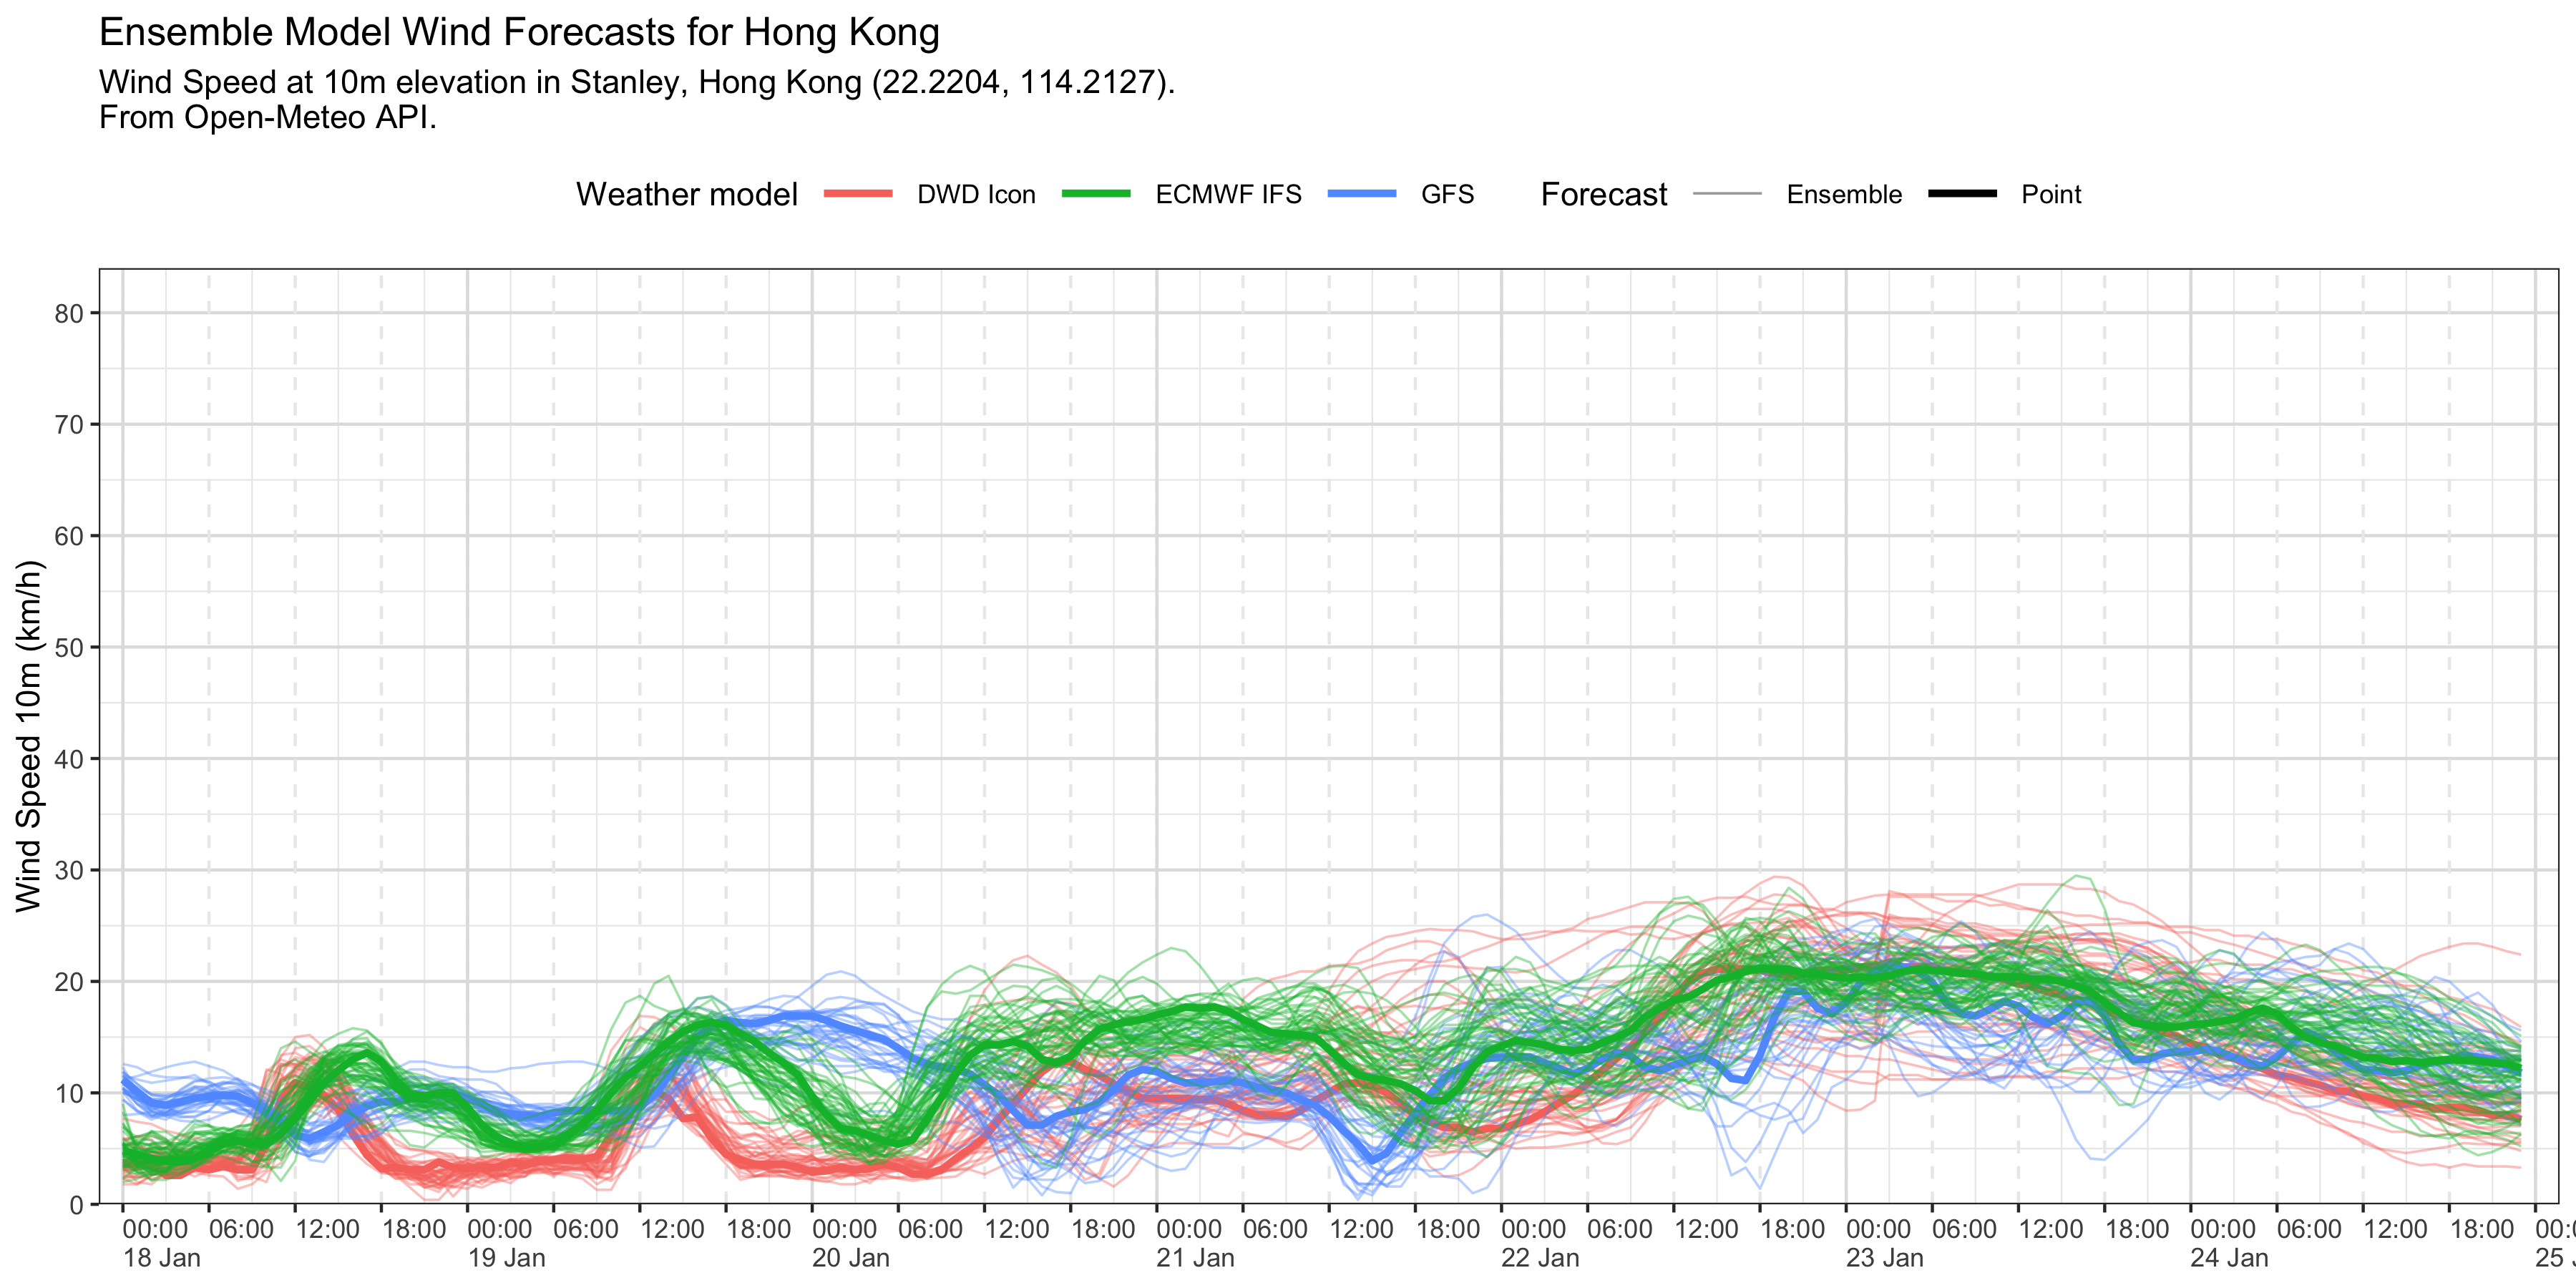 Ensemble Model Wind Forecasts for Hong Kong
Wind Speed at 10m elevation in Stanley, Hong Kong (22.2204, 114.2127).
From Open-Meteo API.
Weather model DWD Icon ECMWF IFS GFS Forecast Ensemble Point
Wind Speed 10m (km/h)
80
70
60
50
40
30
20
10
0
00:00 06:00 12:00 18:00 00:00 06:00 12:00 18:00 00:00 06:00 12:00 18:00 00:00 06:00 12:00 18:00 00:00 06:00 12:00 18:00 00:00 06:00 12:00 18:00 00:00 06:00 12:00 18:00
18 Jan 19 Jan 20 Jan 21 Jan 22 Jan 23 Jan 24 Jan 25